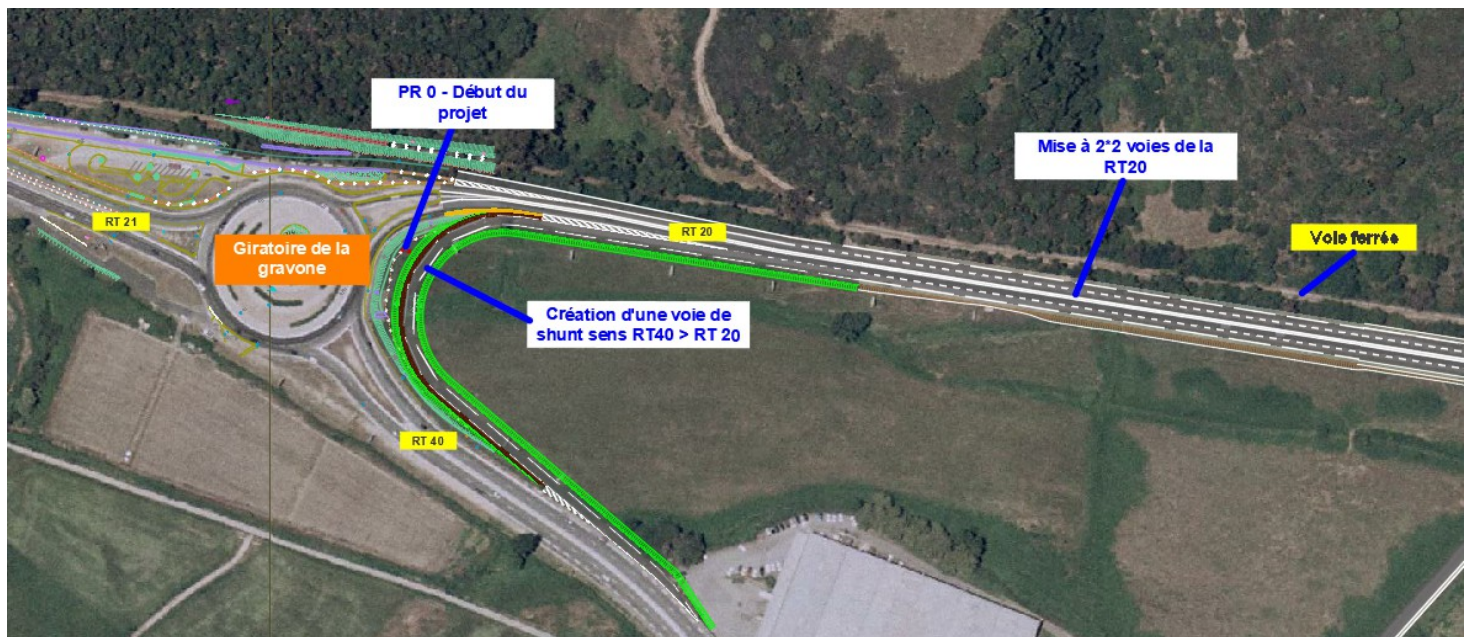 PR 0 - Début du
projet
Mise à 2*2 voies de la
RT20
RT 21
RT 20
Voie ferrée
Giratoire de la
gravone
Création d'une voie de
shunt sens RT40 > RT 20
RT 40